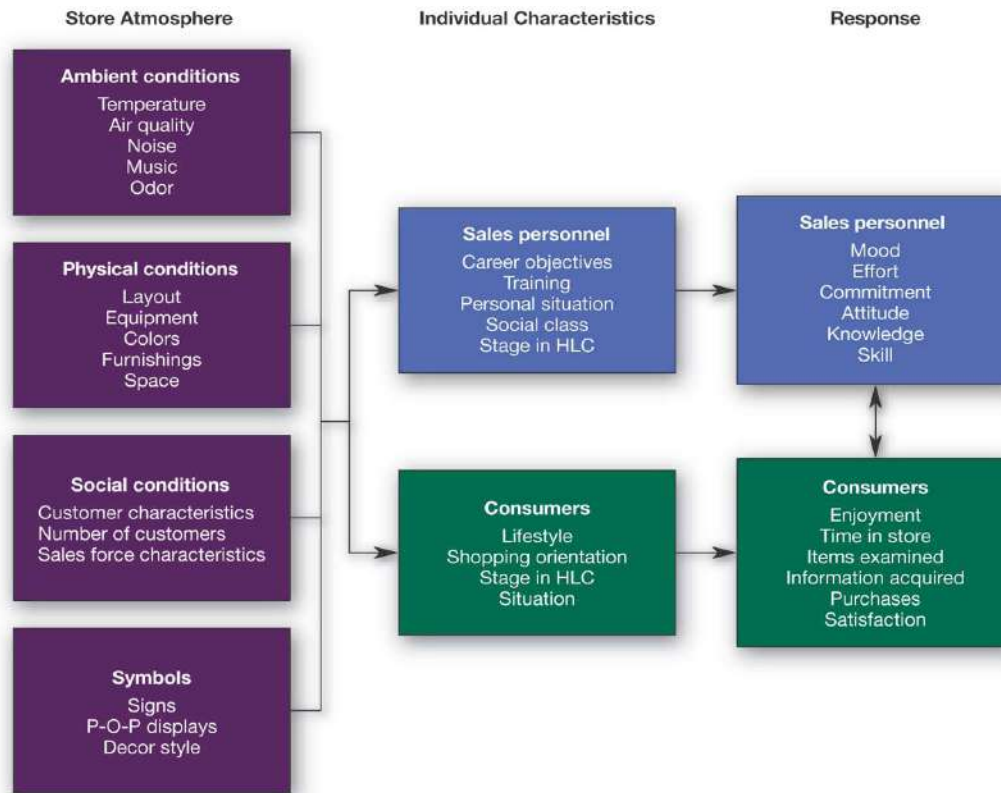 Store Atmosphere
Individual Characteristics
Response
Ambient conditions
Temperature
Air quality
Noise
Music
Odor
Physical conditions
Layout
Equipment
Colors
Furnishings
Space
Social conditions
Customer characteristics
Number of customers
Sales force characteristics
Symbols
Signs
P-O-P displays
Decor style
Sales personnel
Career objectives
Training
Personal situation
Social class
Stage in HLC
Consumers
Lifestyle
Shopping orientation
Stage in HLC
Situation
Sales personnel
Mood
Effort
Commitment
Attitude
Knowledge
Skill
Consumers
Enjoyment
Time in store
Items examined
Information acquired
Purchases
Satisfaction